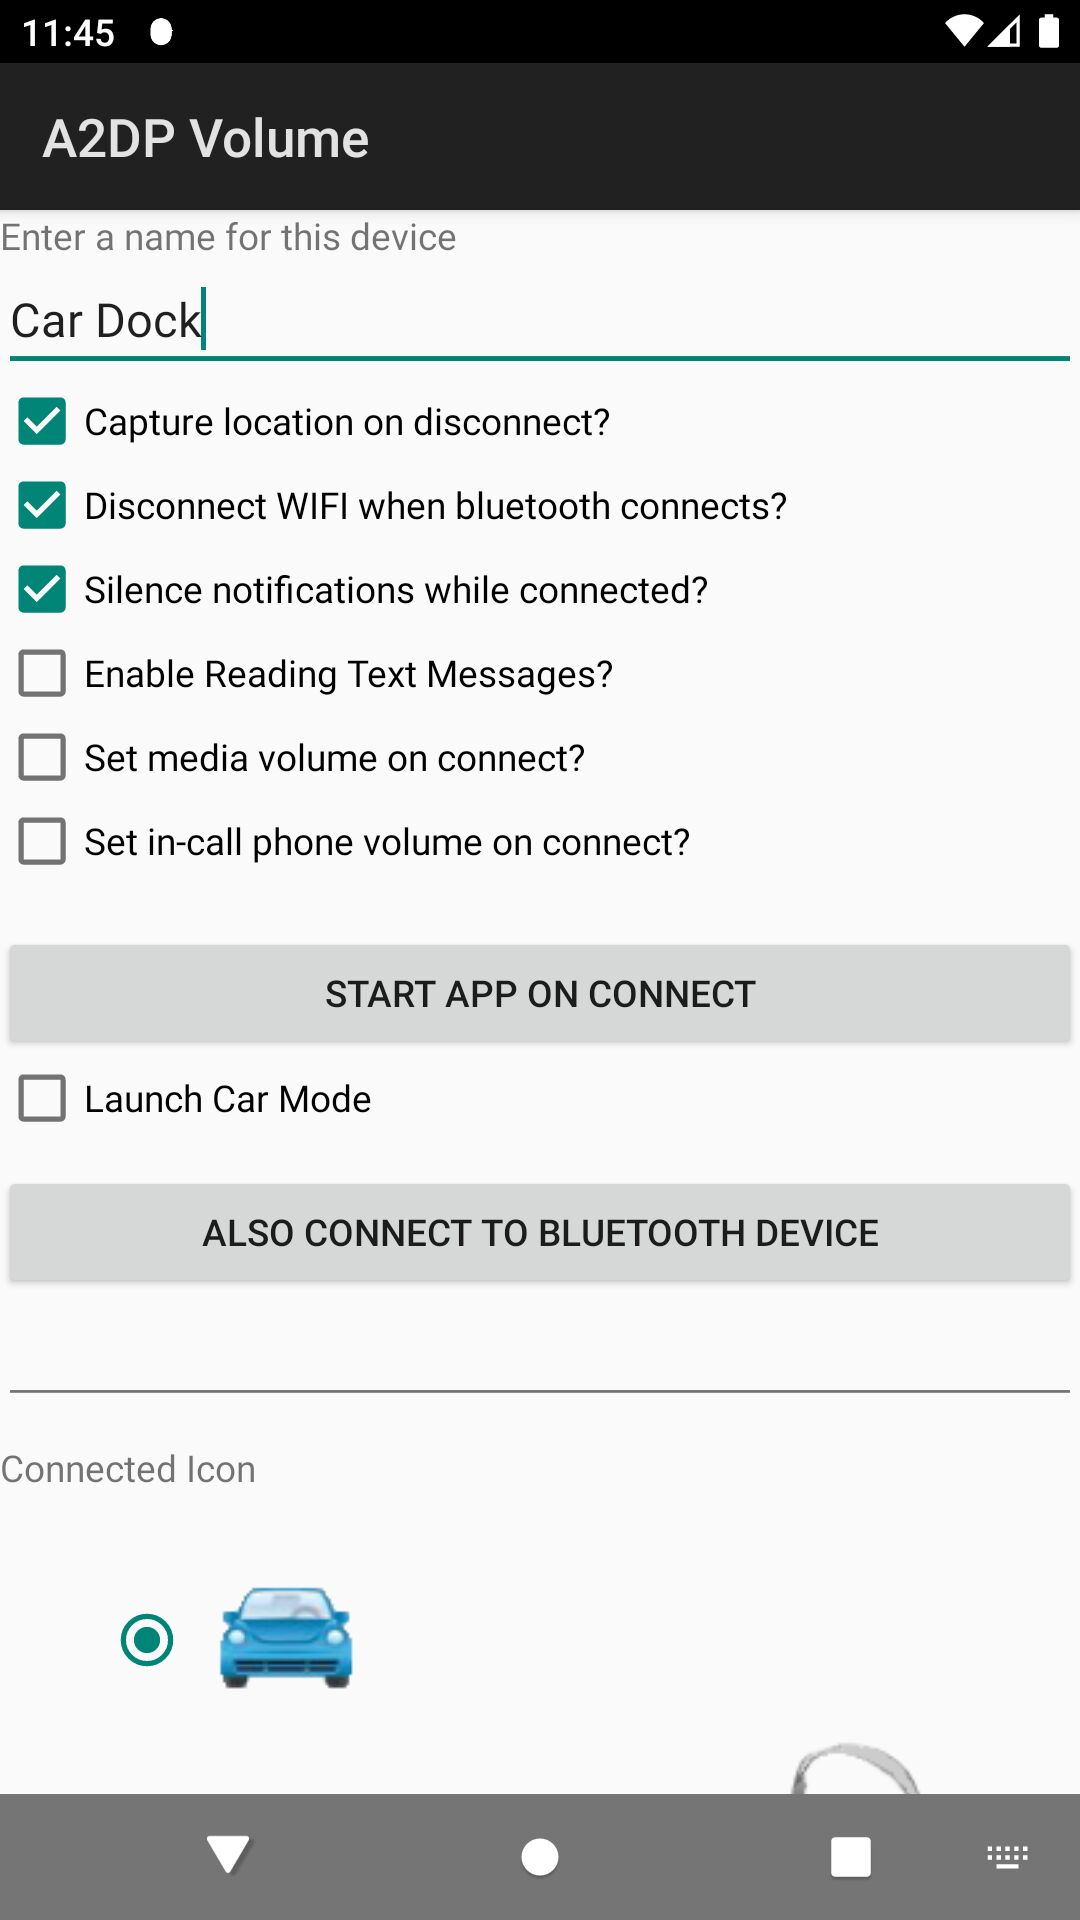 11:45
A2DP Volume
Enter a name for this device
Car Dock
Capture location on disconnect?
Disconnect WIFI when bluetooth connects?
Silence notifications while connected?
Enable Reading Text Messages?
Set media volume on connect?
Set in-call phone volume on connect?
START APP ON CONNECT
Launch Car Mode
ALSO CONNECT TO BLUETOOTH DEVICE
Connected Icon